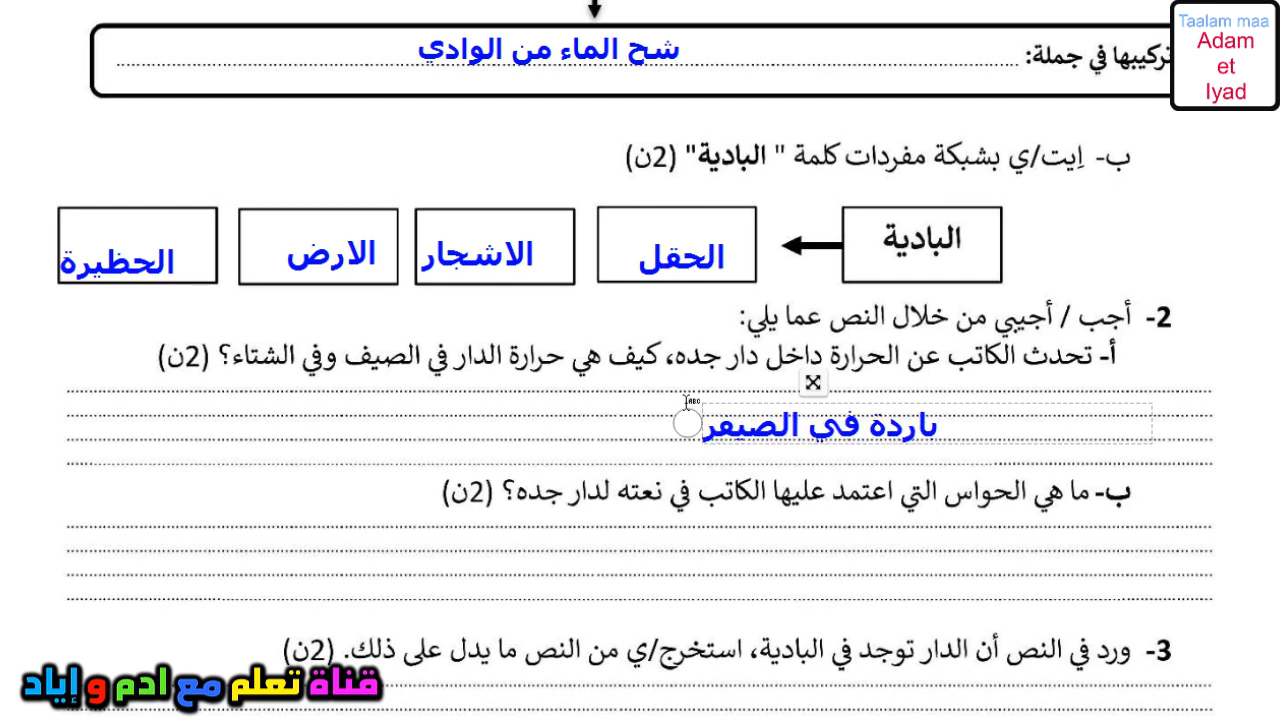 Taalam maa
Adam
et
Iyad
تركيبها في جملة: شح الماء من الوادي
ب- اِيت/ي بشبكة مفردات كلمة " البادية" (2ن)
البادية الحقل الاشجار الارض الحظيرة
2- أجب / أجيبي من خلال النص عما يلي:
أ- تحدث الكاتب عن الحرارة داخل دار جده، كيف هي حرارة الدار في الصيف وفي الشتاء؟ (2ن)
باردة في الصيفر
ب- ما هي الحواس التي اعتمد عليها الكاتب في نعته لدار جده؟ (2ن)
3- ورد في النص أن الدار توجد في البادية، استخرج/ي من النص ما يدل على ذلك. (2ن)
قناة تعلم مع ادم و إياد